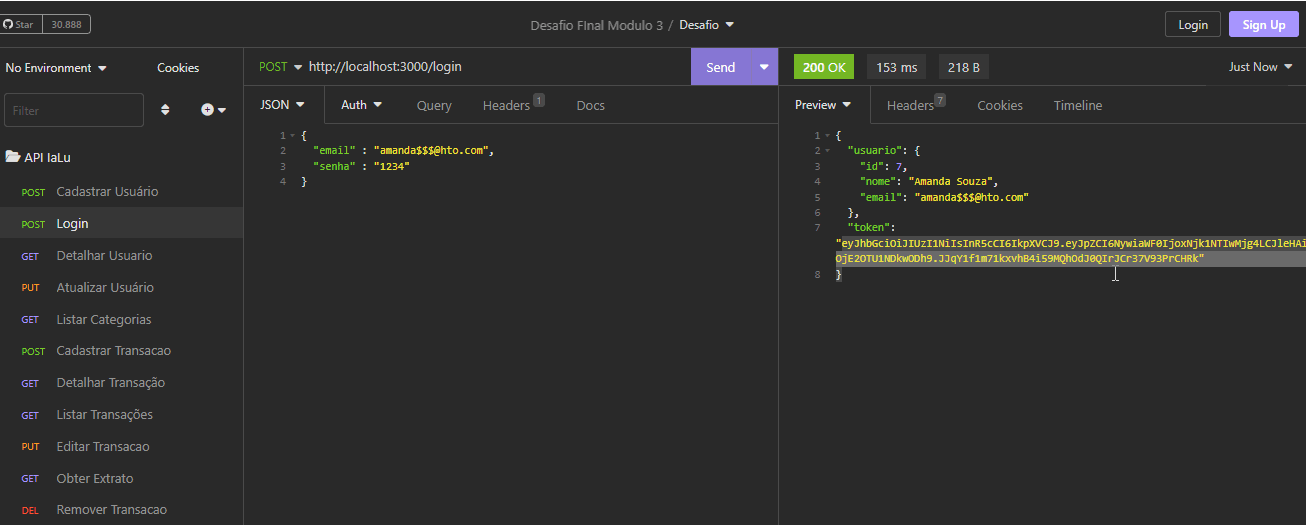 Star 30.888
Desafio FInal Modulo 3 / Desafio
Login
Sign Up
No Environment
Cookies
POST http://localhost:3000/login
Send
200 OK
153 ms
218 B
Just Now
Filter
JSON
Auth
Query
Headers 1
Docs
Preview
Headers 7
Cookies
Timeline
API IaLu
POST Cadastrar Usuário
POST Login
GET Detalhar Usuario
PUT Atualizar Usuário
GET Listar Categorias
POST Cadastrar Transacao
GET Detalhar Transação
GET Listar Transações
PUT Editar Transacao
GET Obter Extrato
DEL Remover Transacao
1 {
2 "email" : "amanda$$$@hto.com",
3 "senha" : "1234"
4 }
1 {
2 "usuario": {
3 "id": 7,
4 "nome": "Amanda Souza",
5 "email": "amanda$$$@hto.com"
6 },
7 "token":
"eyJhbGciOiJIUzI1NiIsInR5cCI6IkpXVCJ9.eyJpZCI6NywiaWF0IjoxNjk1NTIwMjg4LCJleHAi
OjE2OTU1NDkwODh9.JJqY1f1m71kxvhB4i59MQhOdJ0QIrJCr37V93PrCHRk"
8 }